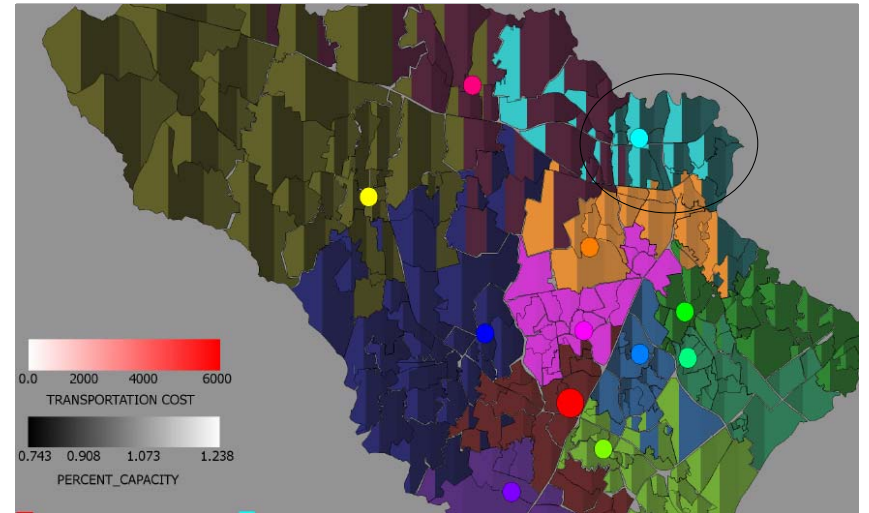 0.0 2000 4000 6000
TRANSPORTATION COST
0.743 0.908 1.073 1.238
PERCENT_CAPACITY